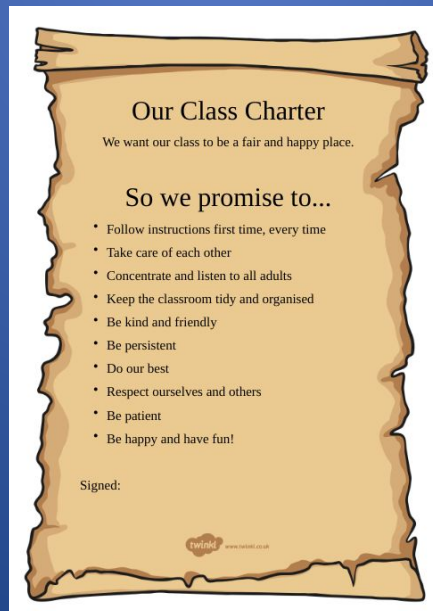 Our Class Charter
We want our class to be a fair and happy place.
So we promise to...
• Follow instructions first time, every time
• Take care of each other
• Concentrate and listen to all adults
• Keep the classroom tidy and organised
• Be kind and friendly
• Be persistent
• Do our best
• Respect ourselves and others
• Be patient
• Be happy and have fun!
Signed:
twinkl www.twinkl.co.uk